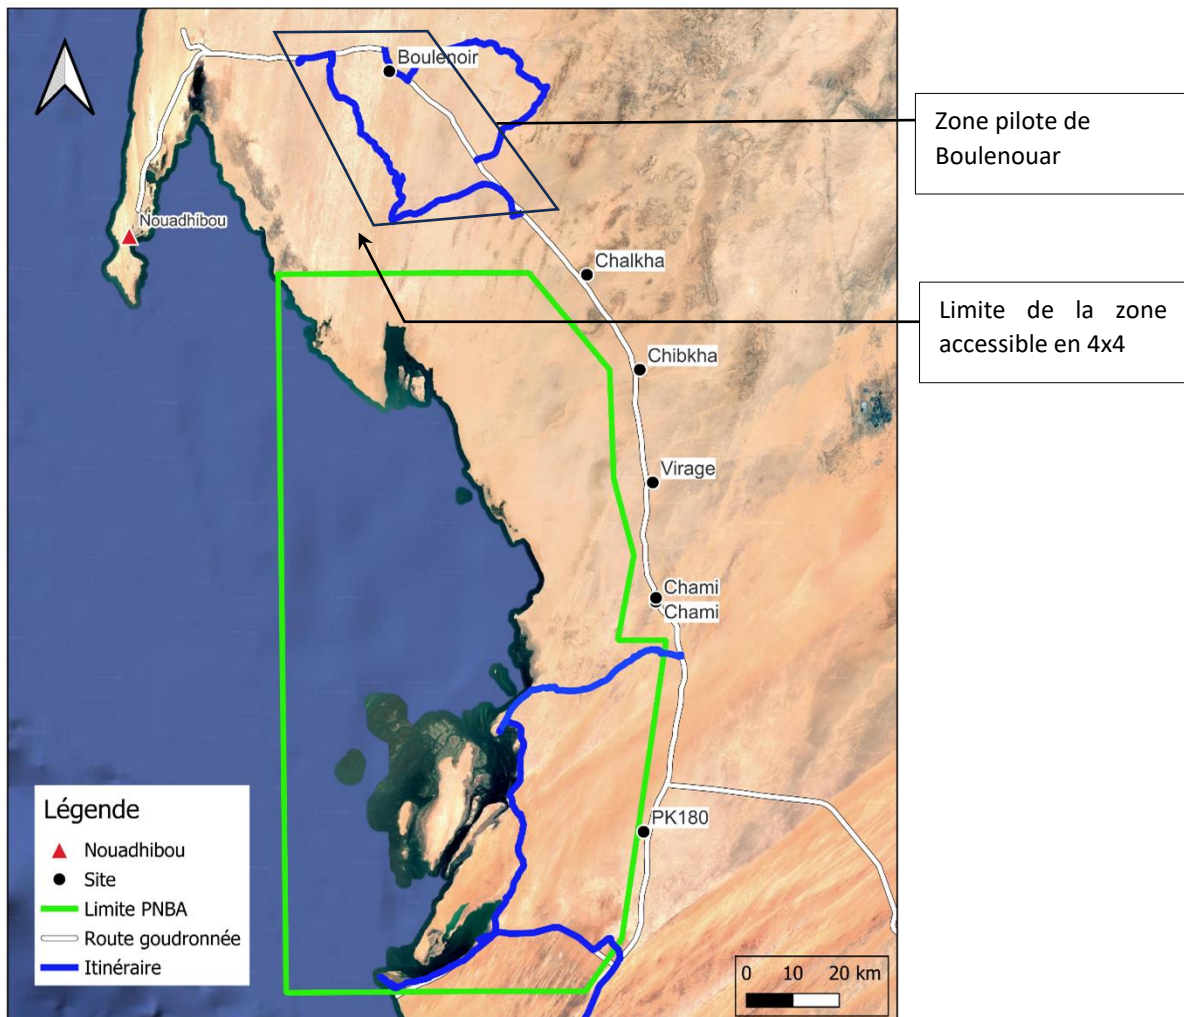 Boulenoir
Zone pilote de
Boulenouar
Nouadhibou
Chalkha
Limite de la zone
accessible en 4x4
Chibkha
Virage
Chami
Chami
PK180
Légende
Nouadhibou
Site
Limite PNBA
Route goudronnée
Itinéraire
0 10 20 km